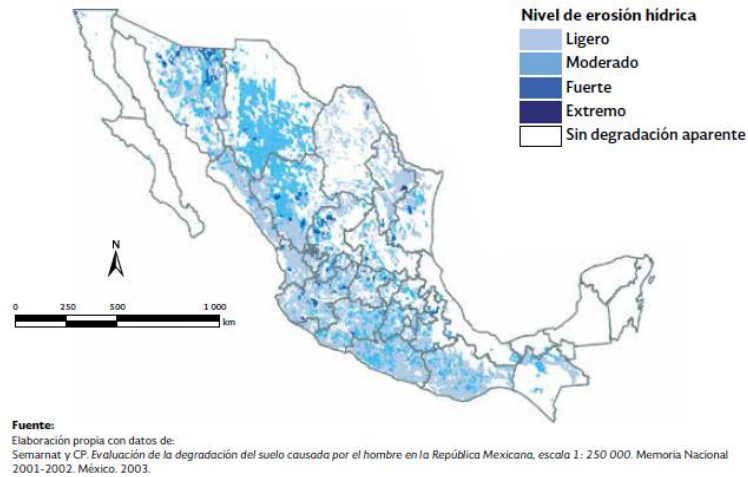 Nivel de erosión hídrica
Ligero
Moderado
Fuerte
Extremo
Sin degradación aparente
N
0 250 500 1 000
km
Fuente:
Elaboración propia con datos de:
Semarnat y CP. Evaluación de la degradación del suelo causada por el hombre en la República Mexicana, escala 1: 250 000. Memoria Nacional
2001-2002. México. 2003.